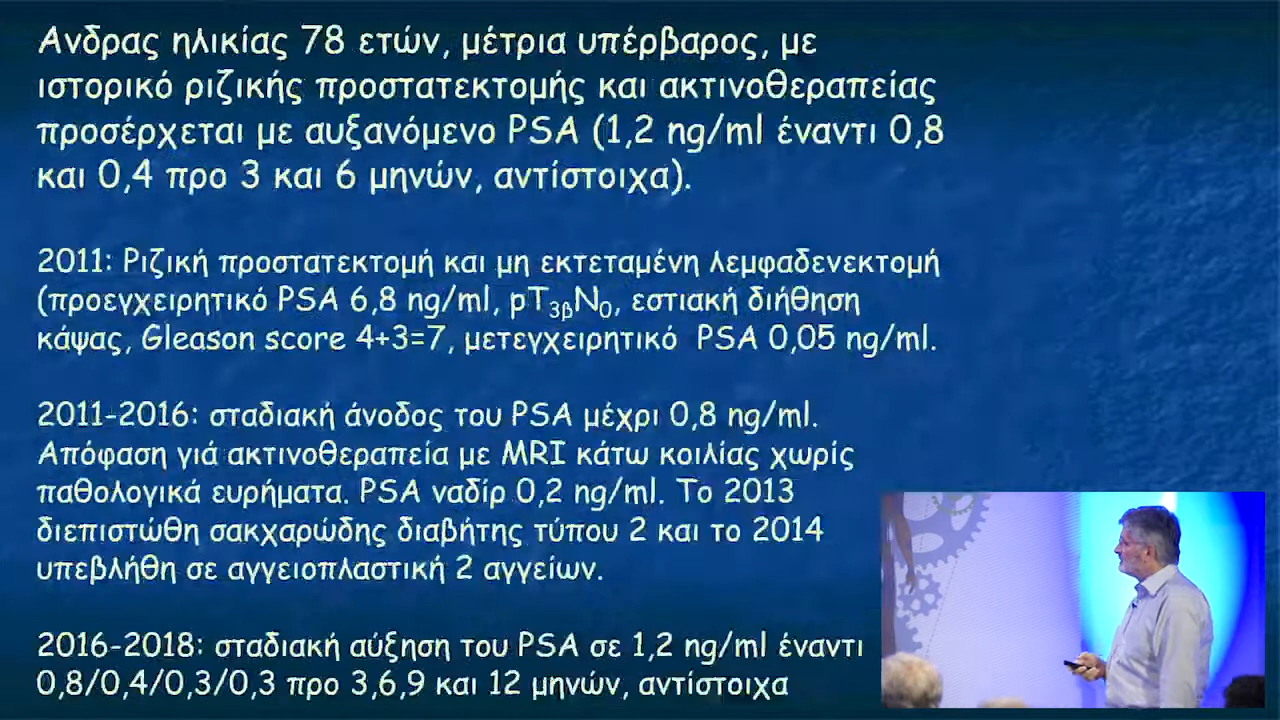 Ανδρας ηλικίας 78 ετών, μέτρια υπέρβαρος, με
ιστορικό ριζικής προστατεκτομής και ακτινοθεραπείας
προσέρχεται με αυξανόμενο PSA (1,2 ng/ml έναντι 0,8
και 0,4 προ 3 και 6 μηνών, αντίστοιχα).
2011: Ριζική προστατεκτομή και μη εκτεταμένη λεμφαδενεκτομή
(προεγχειρητικό PSA 6,8 ng/ml, pT3βN0, εστιακή διήθηση
κάψας, Gleason score 4+3=7, μετεγχειρητικό PSA 0,05 ng/ml.
2011-2016: σταδιακή άνοδος του PSA μέχρι 0,8 ng/ml.
Απόφαση γιά ακτινοθεραπεία με MRI κάτω κοιλίας χωρίς
παθολογικά ευρήματα. PSA ναδίρ 0,2 ng/ml. Το 2013
διεπιστώθη σακχαρώδης διαβήτης τύπου 2 και το 2014
υπεβλήθη σε αγγειοπλαστική 2 αγγείων.
2016-2018: σταδιακή αύξηση του PSA σε 1,2 ng/ml έναντι
0,8/0,4/0,3/0,3 προ 3,6,9 και 12 μηνών, αντίστοιχα